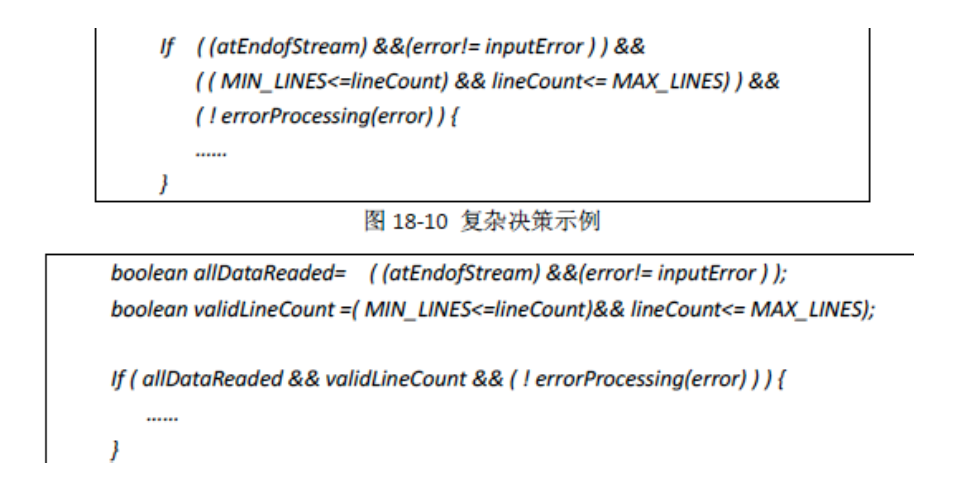 If ( (atEndofStream) &&(error!= inputError ) ) &&
( ( MIN_LINES<=lineCount) && lineCount<= MAX_LINES) ) &&
( ! errorProcessing(error) ) {
......
}
图 18-10 复杂决策示例
boolean allDataReaded= ( (atEndofStream) &&(error!= inputError ) );
boolean validLineCount =( MIN_LINES<=lineCount)&& lineCount<= MAX_LINES);
If ( allDataReaded && validLineCount && ( ! errorProcessing(error) ) ) {
......
}